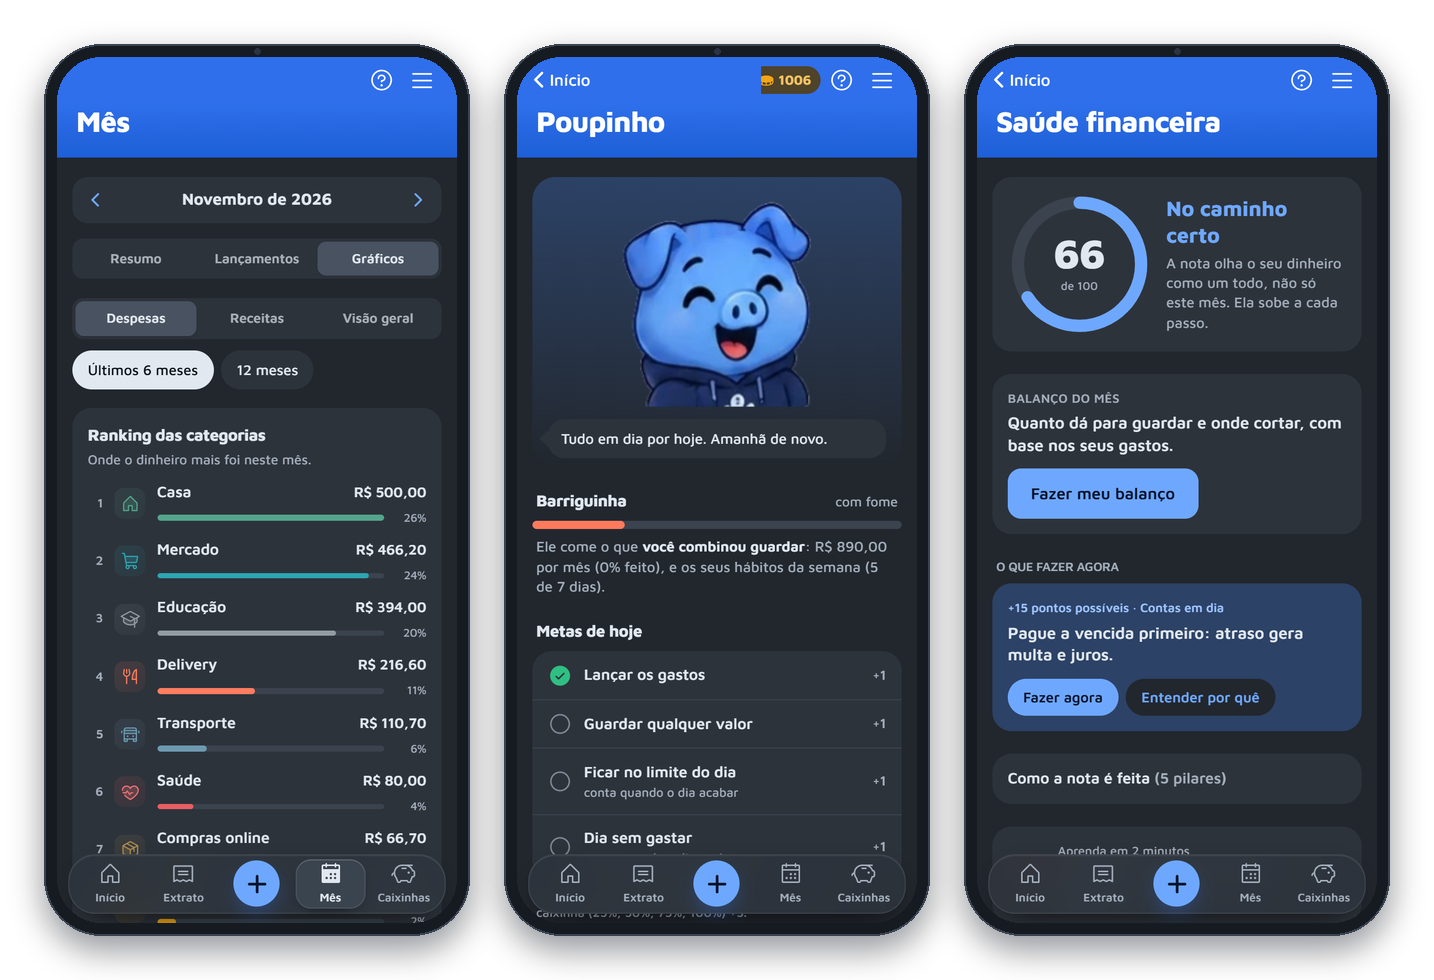 Mês
Novembro de 2026
Resumo
Lançamentos
Gráficos
Despesas
Receitas
Visão geral
Últimos 6 meses
12 meses
Ranking das categorias
Onde o dinheiro mais foi neste mês.
1 Casa R$ 500,00
26%
2 Mercado R$ 466,20
24%
3 Educação R$ 394,00
20%
4 Delivery R$ 216,60
11%
5 Transporte R$ 110,70
6%
6 Saúde R$ 80,00
4%
7 Compras online R$ 66,70
Início
Extrato
Mês
Caixinhas
2%
Início
1006
Poupinho
Tudo em dia por hoje. Amanhã de novo.
Barriguinha
com fome
Ele come o que você combinou guardar: R$ 890,00
por mês (0% feito), e os seus hábitos da semana (5
de 7 dias).
Metas de hoje
Lançar os gastos +1
Guardar qualquer valor +1
Ficar no limite do dia +1
conta quando o dia acabar
Dia sem gastar +1
Início
Extrato
Mês
Caixinhas
Início
Saúde financeira
66
de 100
No caminho
certo
A nota olha o seu dinheiro
como um todo, não só
este mês. Ela sobe a cada
passo.
BALANÇO DO MÊS
Quanto dá para guardar e onde cortar, com
base nos seus gastos.
Fazer meu balanço
O QUE FAZER AGORA
+15 pontos possíveis · Contas em dia
Pague a vencida primeiro: atraso gera
multa e juros.
Fazer agora
Entender por quê
Como a nota é feita (5 pilares)
Aprenda em 2 minutos
Início
Extrato
Mês
Caixinhas